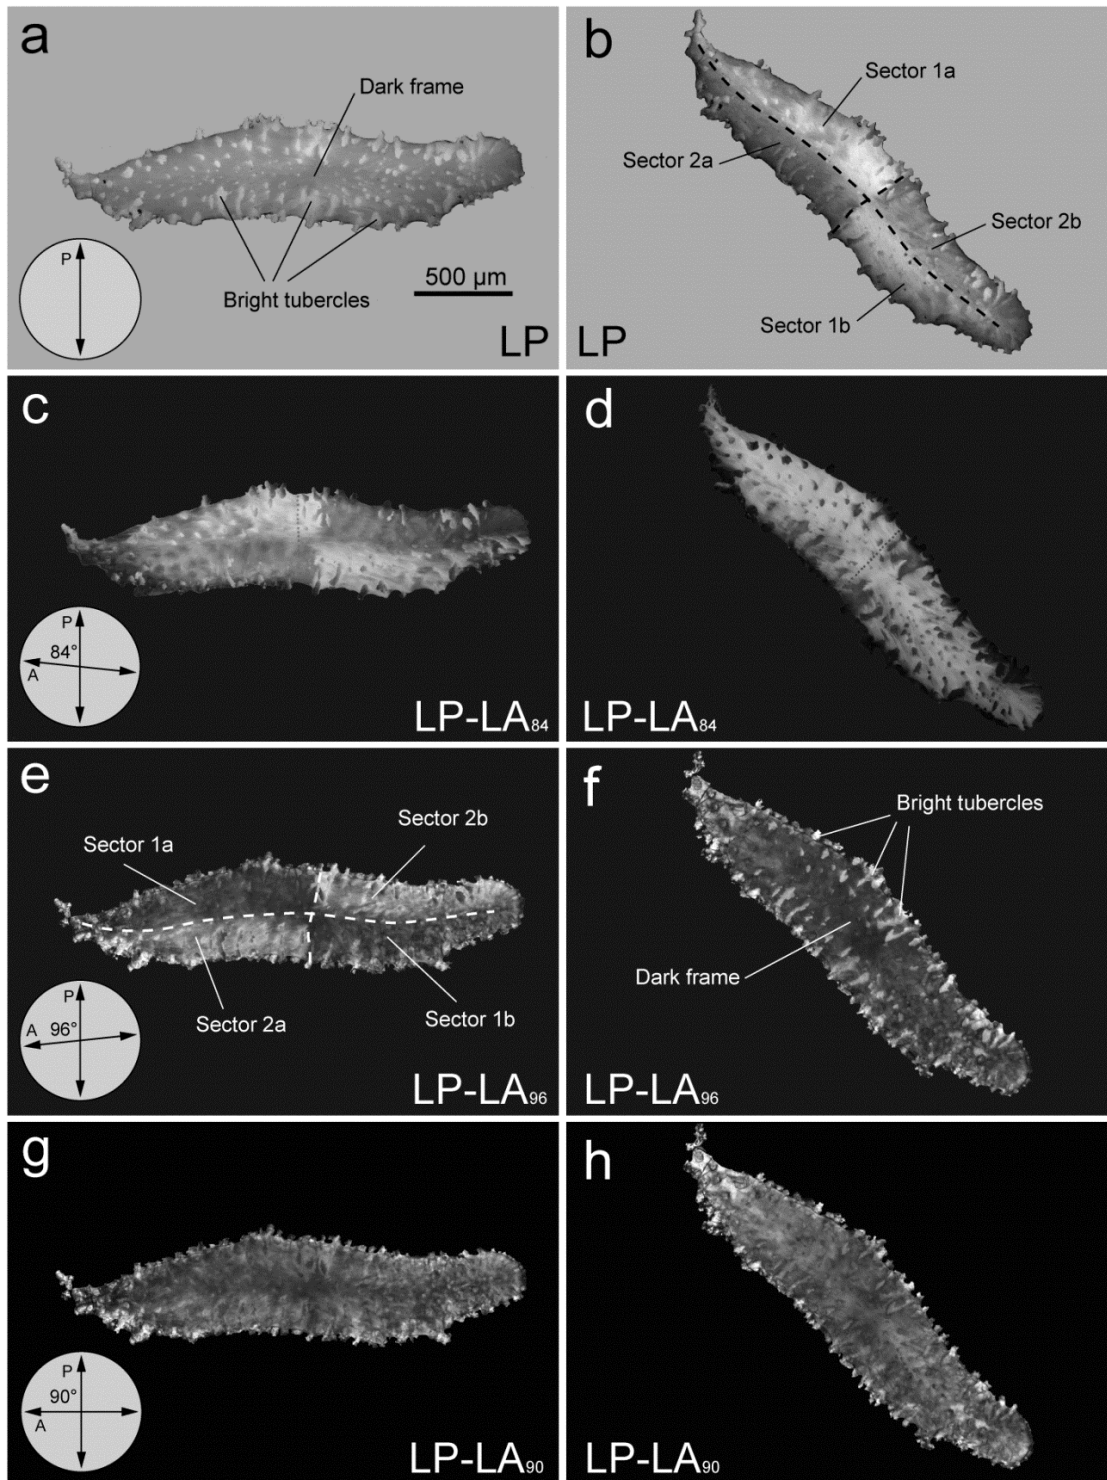 a
Dark frame
P
Bright tubercles
500 µm
LP
b
Sector 1a
Sector 2a
Sector 2b
Sector 1b
LP
c
P
84°
A
LP-LA84
d
LP-LA84
e
Sector 1a
Sector 2b
P
A
96°
Sector 2a
Sector 1b
LP-LA96
f
Bright tubercles
Dark frame
LP-LA96
g
P
90°
A
LP-LA90
h
LP-LA90